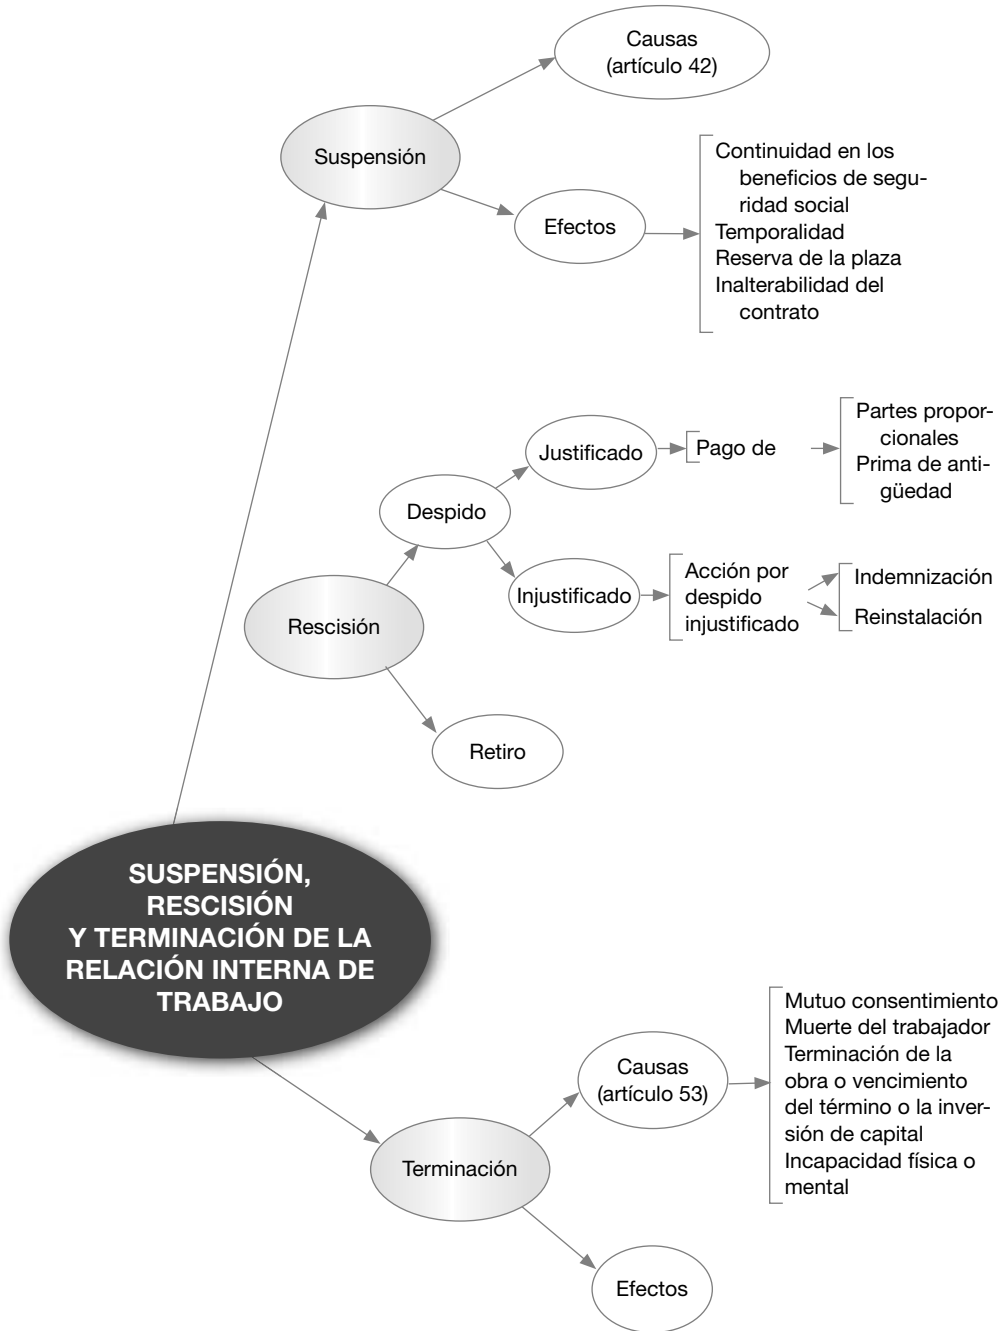 Causas
(artículo 42)
Suspensión
Efectos
Continuidad en los
beneficios de segu-
ridad social
Temporalidad
Reserva de la plaza
Inalterabilidad del
contrato
Justificado
Pago de
Partes propor-
cionales
Prima de anti-
güedad
Despido
Injustificado
Acción por
despido
injustificado
Indemnización
Reinstalación
Rescisión
Retiro
SUSPENSIÓN,
RESCISIÓN
Y TERMINACIÓN DE LA
RELACIÓN INTERNA DE
TRABAJO
Causas
(artículo 53)
Mutuo consentimiento
Muerte del trabajador
Terminación de la
obra o vencimiento
del término o la inver-
sión de capital
Incapacidad física o
mental
Terminación
Efectos